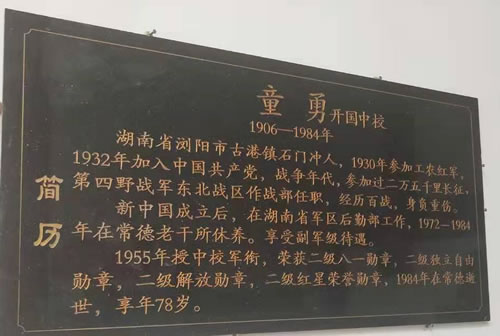 童勇开国中校
1906—1984年
简历
湖南省浏阳市古港镇石门冲人，1930年参加工农红军，
1932年加入中国共产党，战争年代，参加过二万五千里长征，
第四野战军东北战区作战部任职，经历百战，身负重伤。
新中国成立后，在湖南省军区后勤部工作，1972—1984
年在常德老干所休养。享受副军级待遇。
1955年授中校军衔，荣获二级八一勋章，二级独立自由
勋章，二级解放勋章，二级红星荣誉勋章，1984年在常德逝
世，享年78岁。